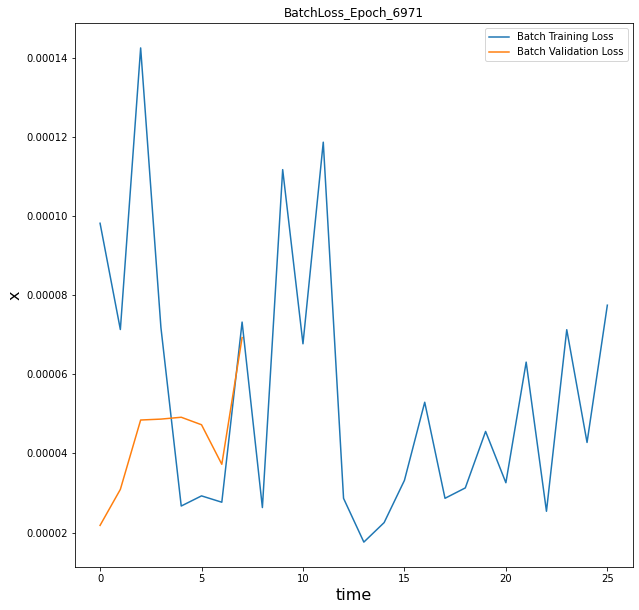 BatchLoss_Epoch_6971
Batch Training Loss
Batch Validation Loss
0.00014
0.00012
0.00010
0.00008
0.00006
0.00004
0.00002
x
0
5
10
15
20
25
time